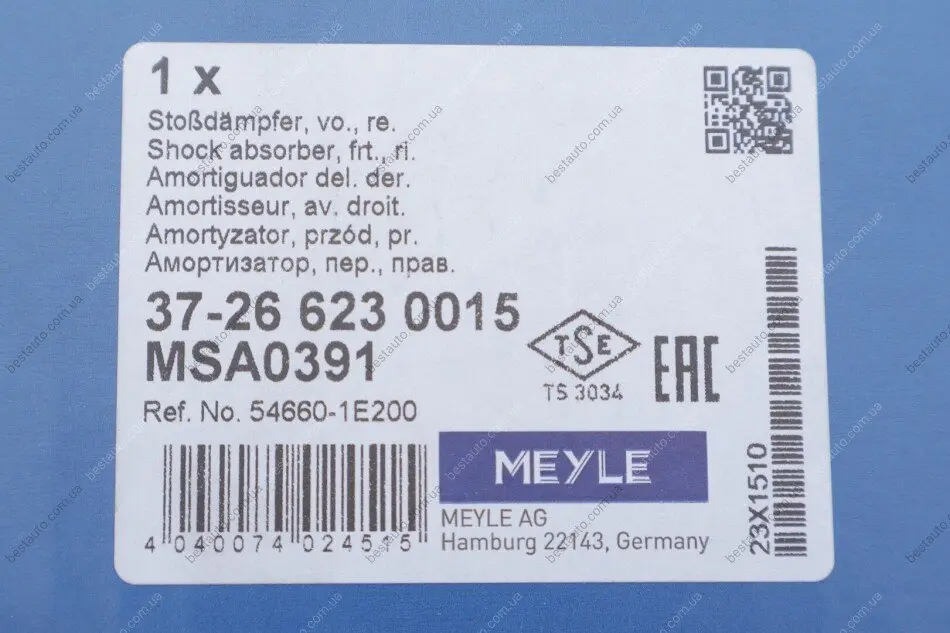 1 x
Stoßdämpfer, vo., re.
Shock absorber, frt., ri.
Amortiguador del. der.
Amortisseur, av. droit.
Amortyzator, przód, pr.
Амортизатор, пер., прав.
37-26 623 0015
MSA0391
Ref. No. 54660-1E200
TSE
TS 3034
EAC
MEYLE
MEYLE AG
Hamburg 22143, Germany
4 040074 024515
23X1510
bestauto.com.ua